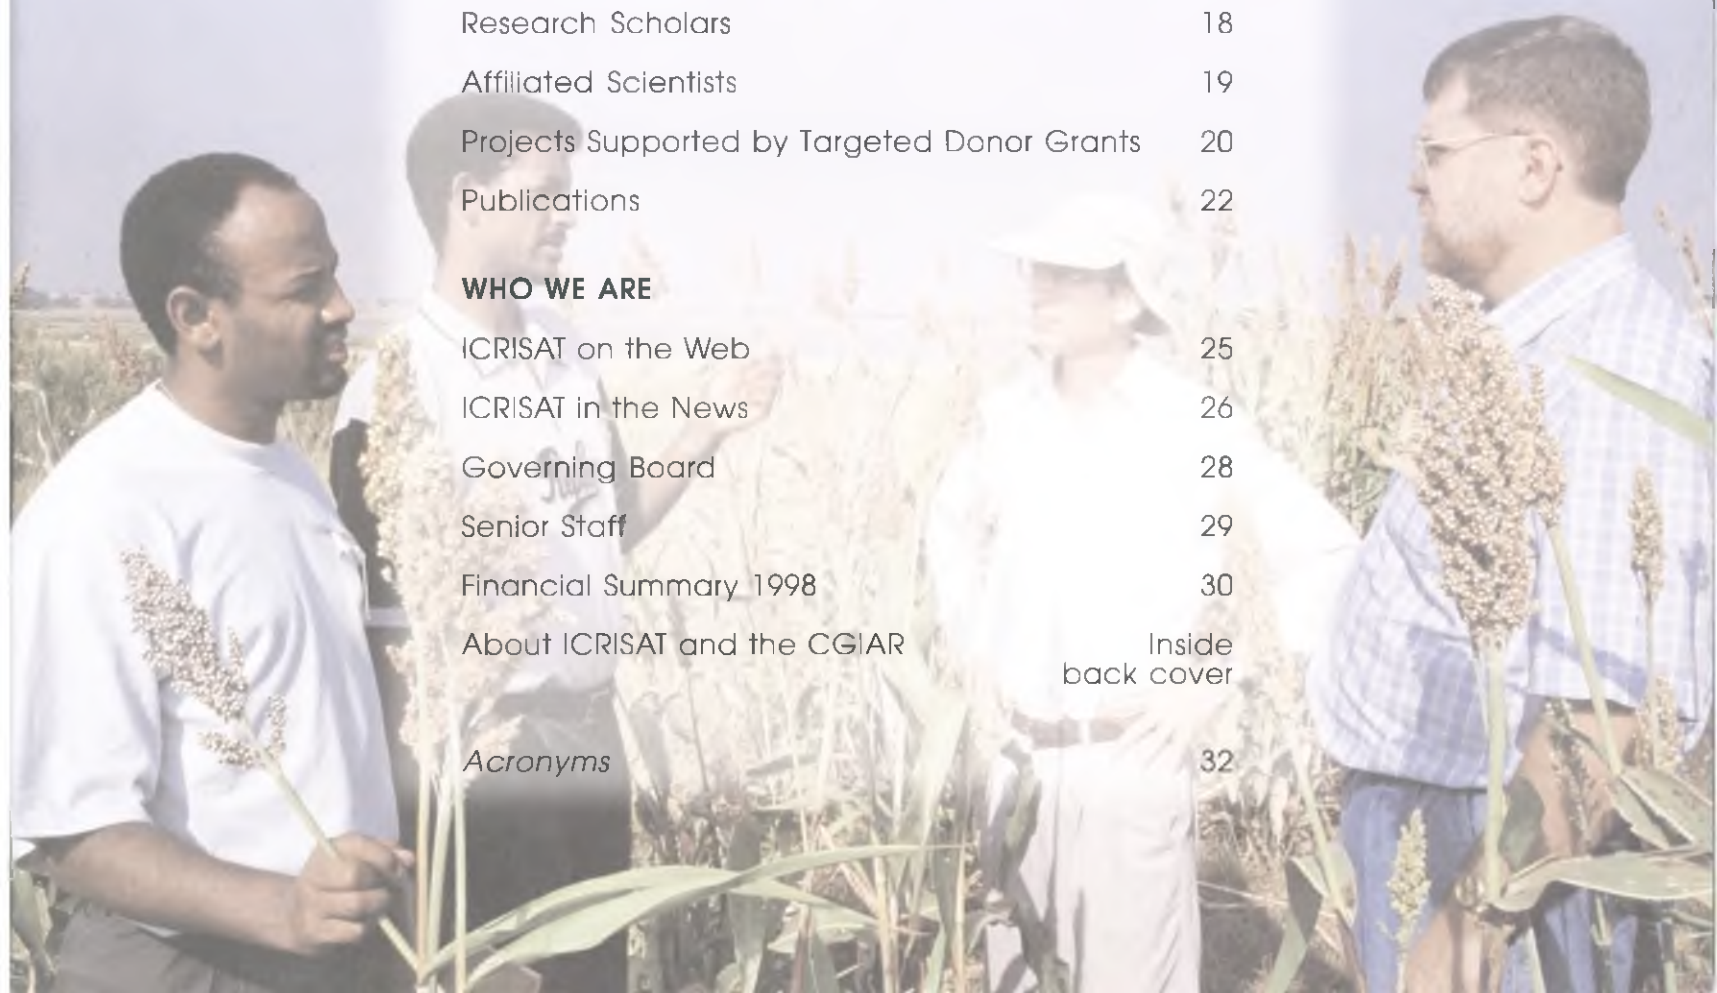 Research Scholars 18
Affiliated Scientists 19
Projects Supported by Targeted Donor Grants 20
Publications 22
WHO WE ARE
ICRISAT on the Web 25
ICRISAT in the News 26
Governing Board 28
Senior Staff 29
Financial Summary 1998 30
About ICRISAT and the CGIAR Inside
back cover
Acronyms 32